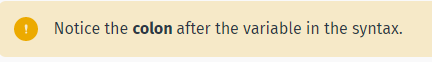 ! Notice the colon after the variable in the syntax.